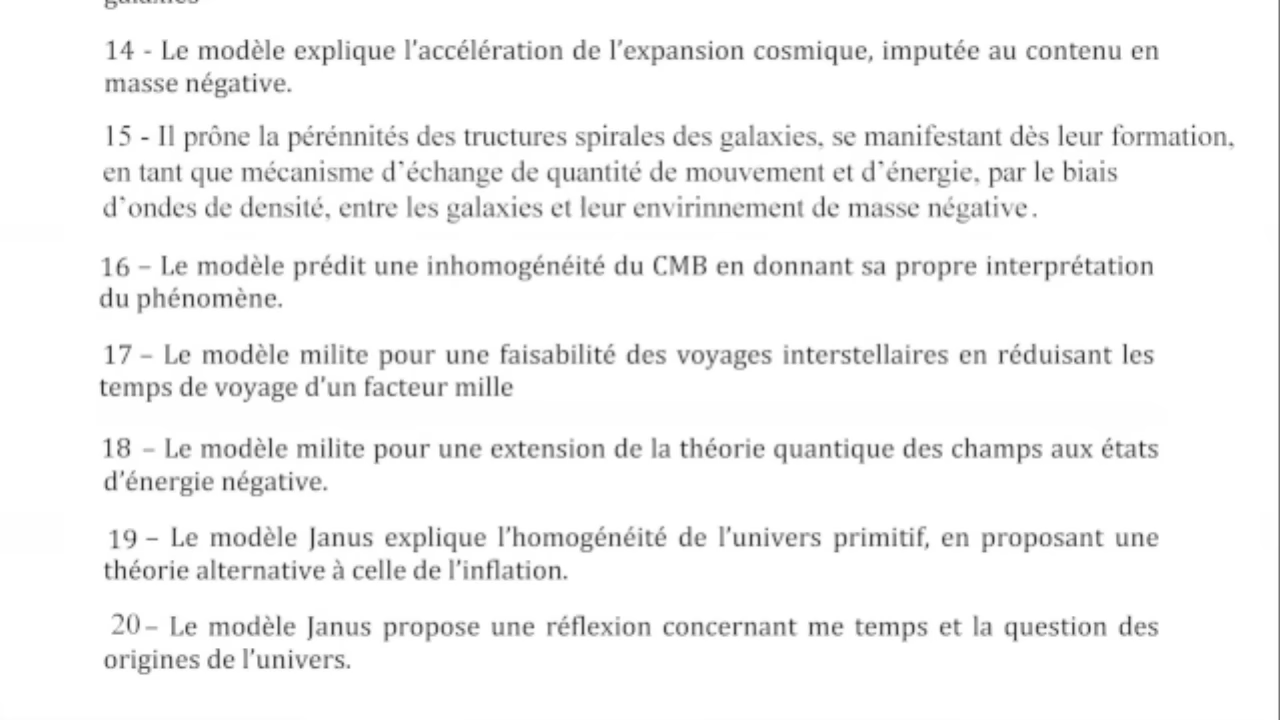 galaxies
14 - Le modèle explique l’accélération de l’expansion cosmique, imputée au contenu en
masse négative.
15 - Il prône la pérénnités des tructures spirales des galaxies, se manifestant dès leur formation,
en tant que mécanisme d’échange de quantité de mouvement et d’énergie, par le biais
d’ondes de densité, entre les galaxies et leur envirinnement de masse négative.
16 – Le modèle prédit une inhomogénéité du CMB en donnant sa propre interprétation
du phénomène.
17 – Le modèle milite pour une faisabilité des voyages interstellaires en réduisant les
temps de voyage d’un facteur mille
18 – Le modèle milite pour une extension de la théorie quantique des champs aux états
d’énergie négative.
19 – Le modèle Janus explique l’homogénéité de l’univers primitif, en proposant une
théorie alternative à celle de l’inflation.
20 – Le modèle Janus propose une réflexion concernant me temps et la question des
origines de l’univers.